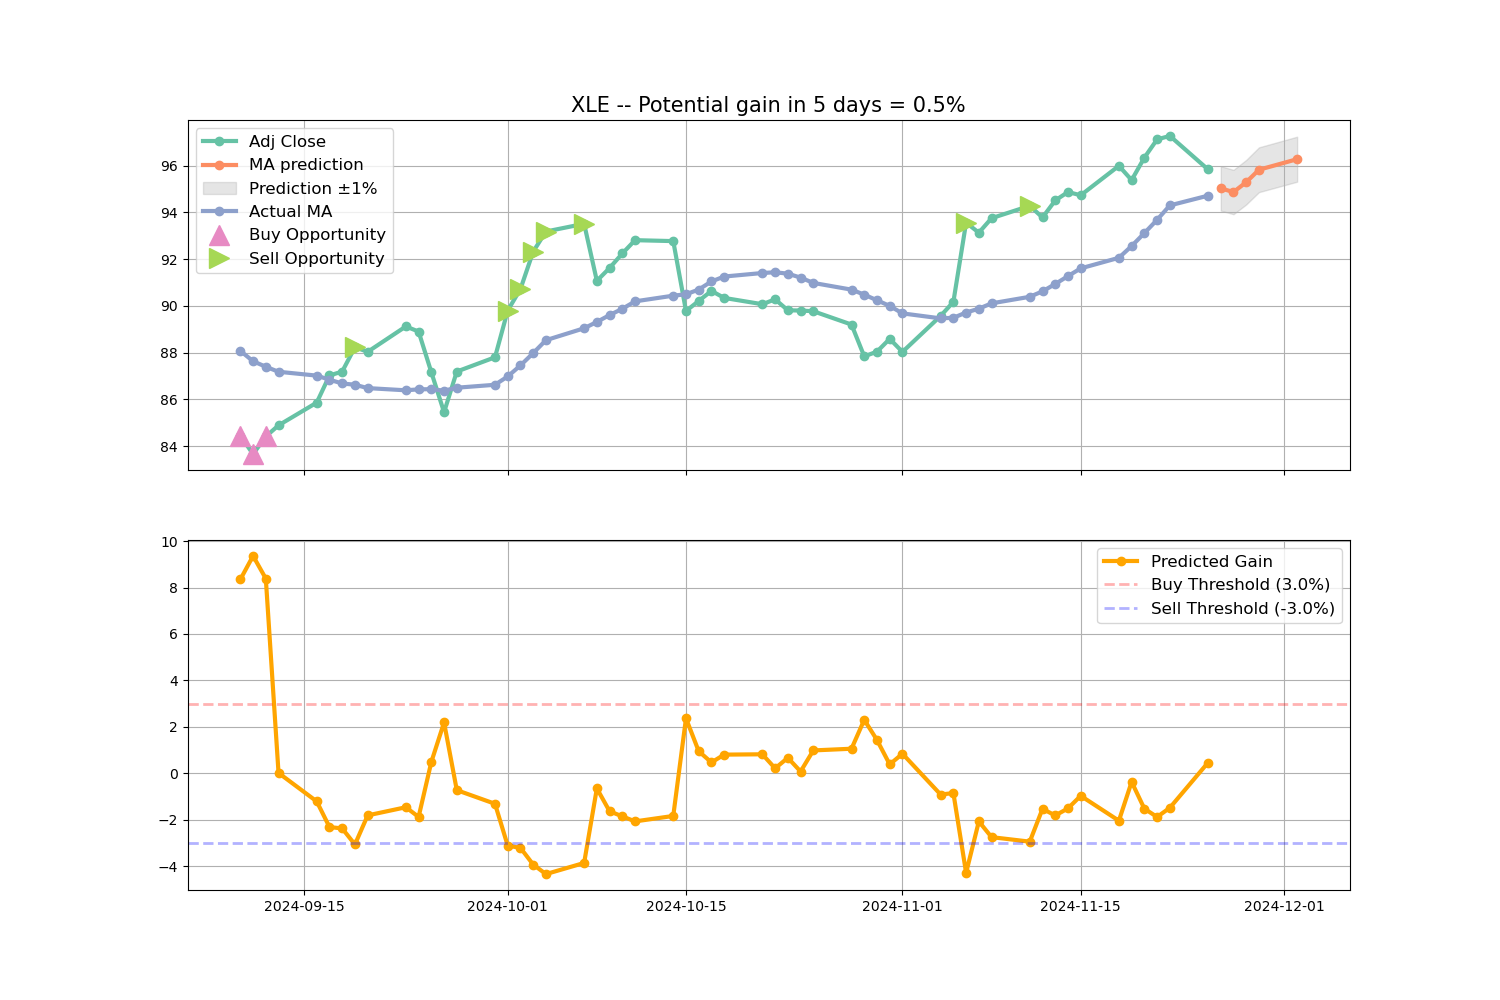 XLE -- Potential gain in 5 days = 0.5%
Adj Close
MA prediction
Prediction ±1%
Actual MA
Buy Opportunity
Sell Opportunity
96
94
92
90
88
86
84
10
8
6
4
2
0
−2
−4
Predicted Gain
Buy Threshold (3.0%)
Sell Threshold (-3.0%)
2024-09-15
2024-10-01
2024-10-15
2024-11-01
2024-11-15
2024-12-01